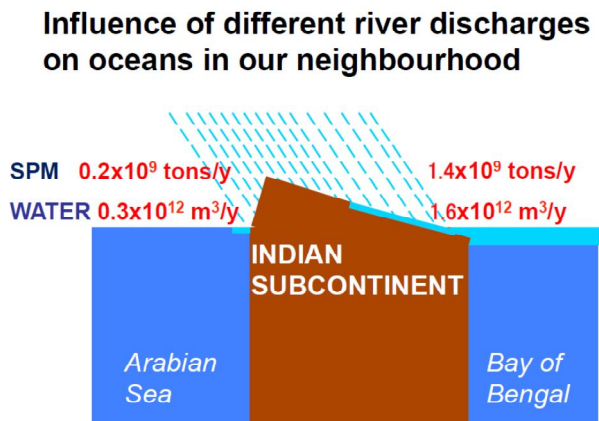 Influence of different river discharges
on oceans in our neighbourhood
SPM 0.2x10⁹ tons/y 1.4x10⁹ tons/y
WATER 0.3x10¹² m³/y 1.6x10¹² m³/y
INDIAN
SUBCONTINENT
Arabian
Sea
Bay of
Bengal